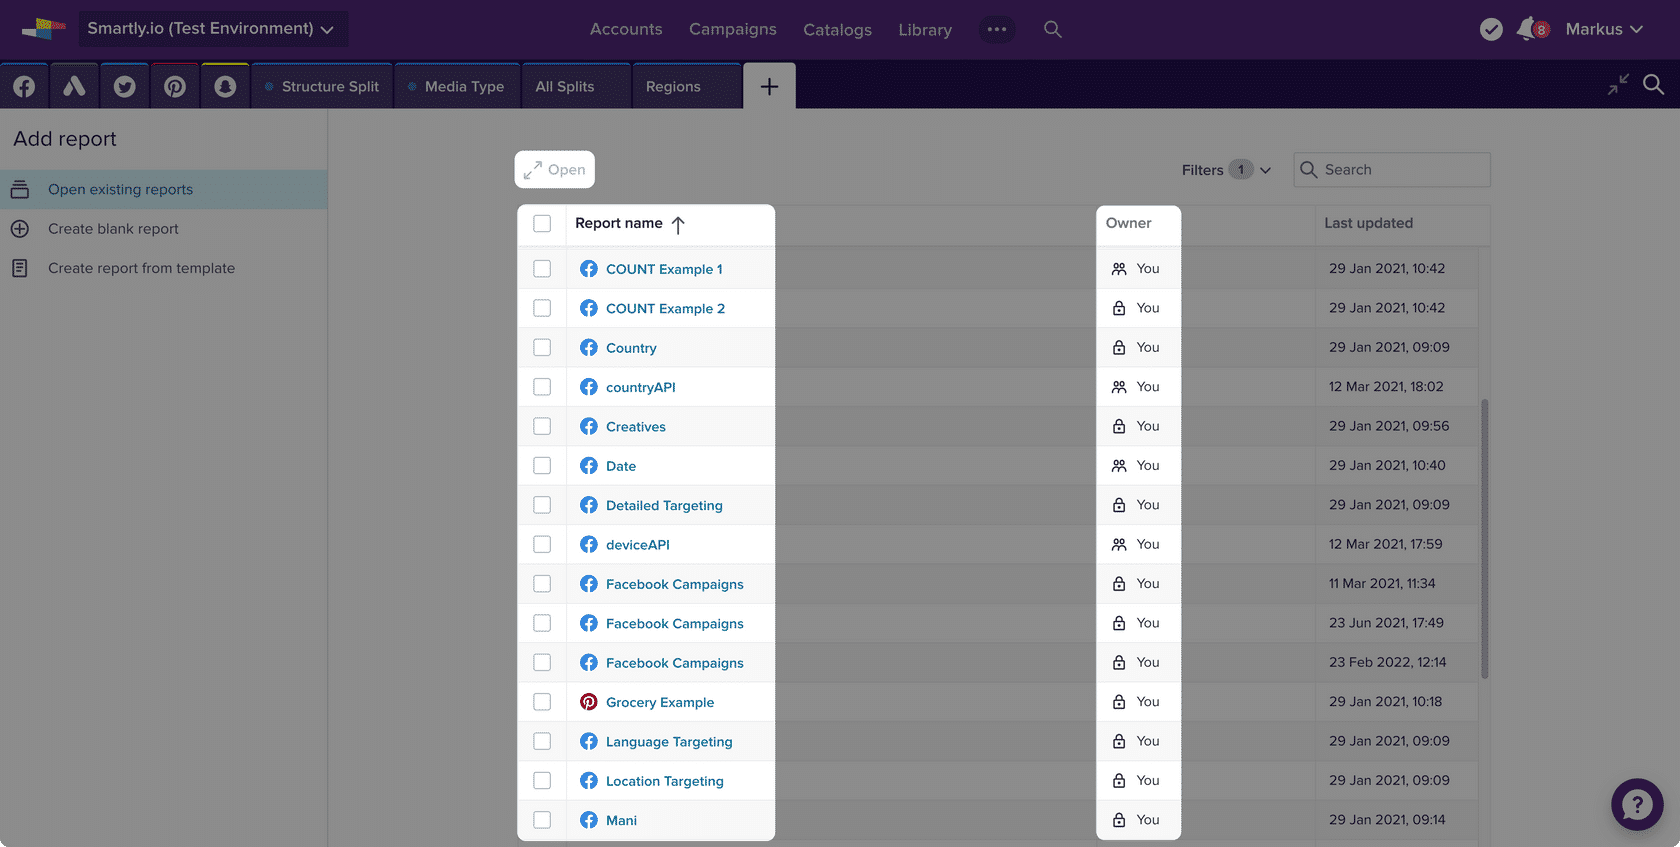 Smartly.io (Test Environment)
Accounts Campaigns Catalogs Library
8
Markus
Structure Split
Media Type
All Splits
Regions
Add report
Open existing reports
Create blank report
Create report from template
Open
Filters 1
Search
Report name Owner Last updated
COUNT Example 1 You 29 Jan 2021, 10:42
COUNT Example 2 You 29 Jan 2021, 10:42
Country You 29 Jan 2021, 09:09
countryAPI You 12 Mar 2021, 18:02
Creatives You 29 Jan 2021, 09:56
Date You 29 Jan 2021, 10:40
Detailed Targeting You 29 Jan 2021, 09:09
deviceAPI You 12 Mar 2021, 17:59
Facebook Campaigns You 11 Mar 2021, 11:34
Facebook Campaigns You 23 Jun 2021, 17:49
Facebook Campaigns You 23 Feb 2022, 12:14
Grocery Example You 29 Jan 2021, 10:18
Language Targeting You 29 Jan 2021, 09:09
Location Targeting You 29 Jan 2021, 09:09
Mani You 29 Jan 2021, 09:14
?